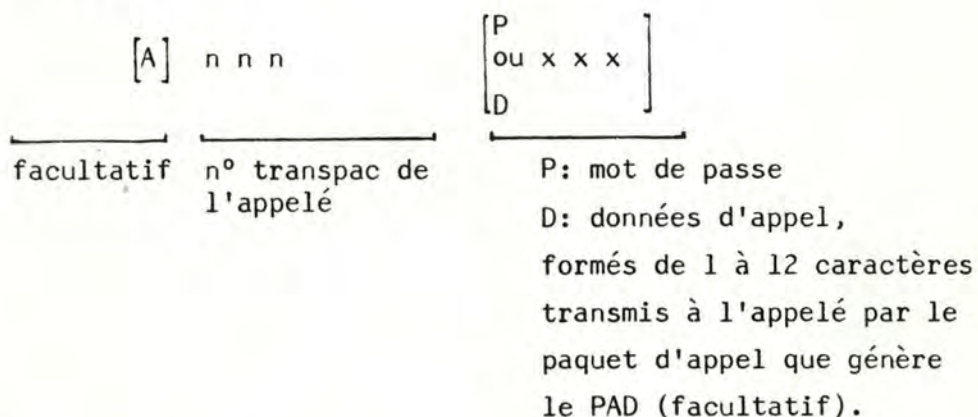 [P
[A] n n n ou x x x ]
[D
facultatif n° transpac de l'appelé
P: mot de passe
D: données d'appel,
formés de 1 à 12 caractères
transmis à l'appelé par le
paquet d'appel que génère
le PAD (facultatif).